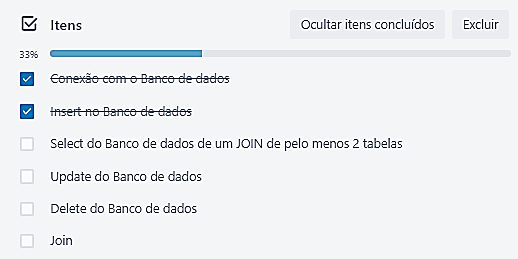 Itens
Ocultar itens concluídos
Excluir
33%
Conexão com o Banco de dados
Insert no Banco de dados
Select do Banco de dados de um JOIN de pelo menos 2 tabelas
Update do Banco de dados
Delete do Banco de dados
Join